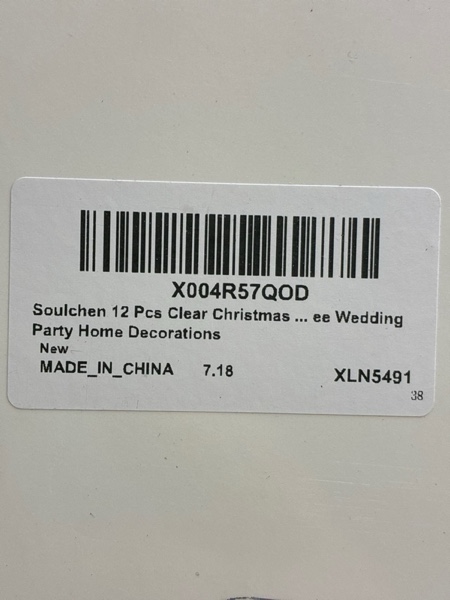 X004R57QOD
Soulchen 12 Pcs Clear Christmas ... ee Wedding
Party Home Decorations
New
MADE_IN_CHINA 7.18 XLN5491
38